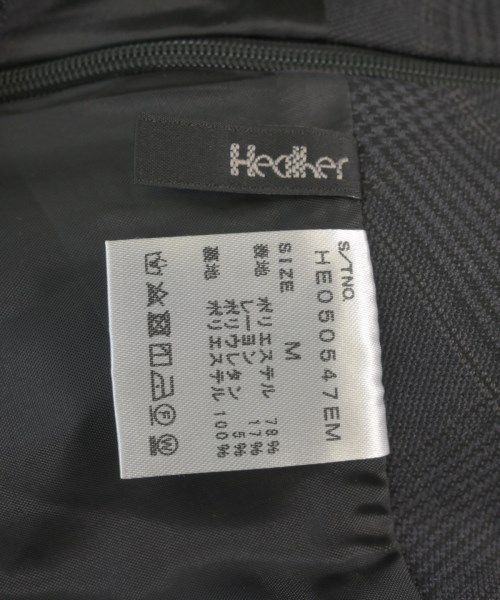 Heather
S/TNO.
HE050547EM
SIZE M
表地 ポリエステル 78%
レーヨン 17%
ポリウレタン 5%
裏地 ポリエステル 100%